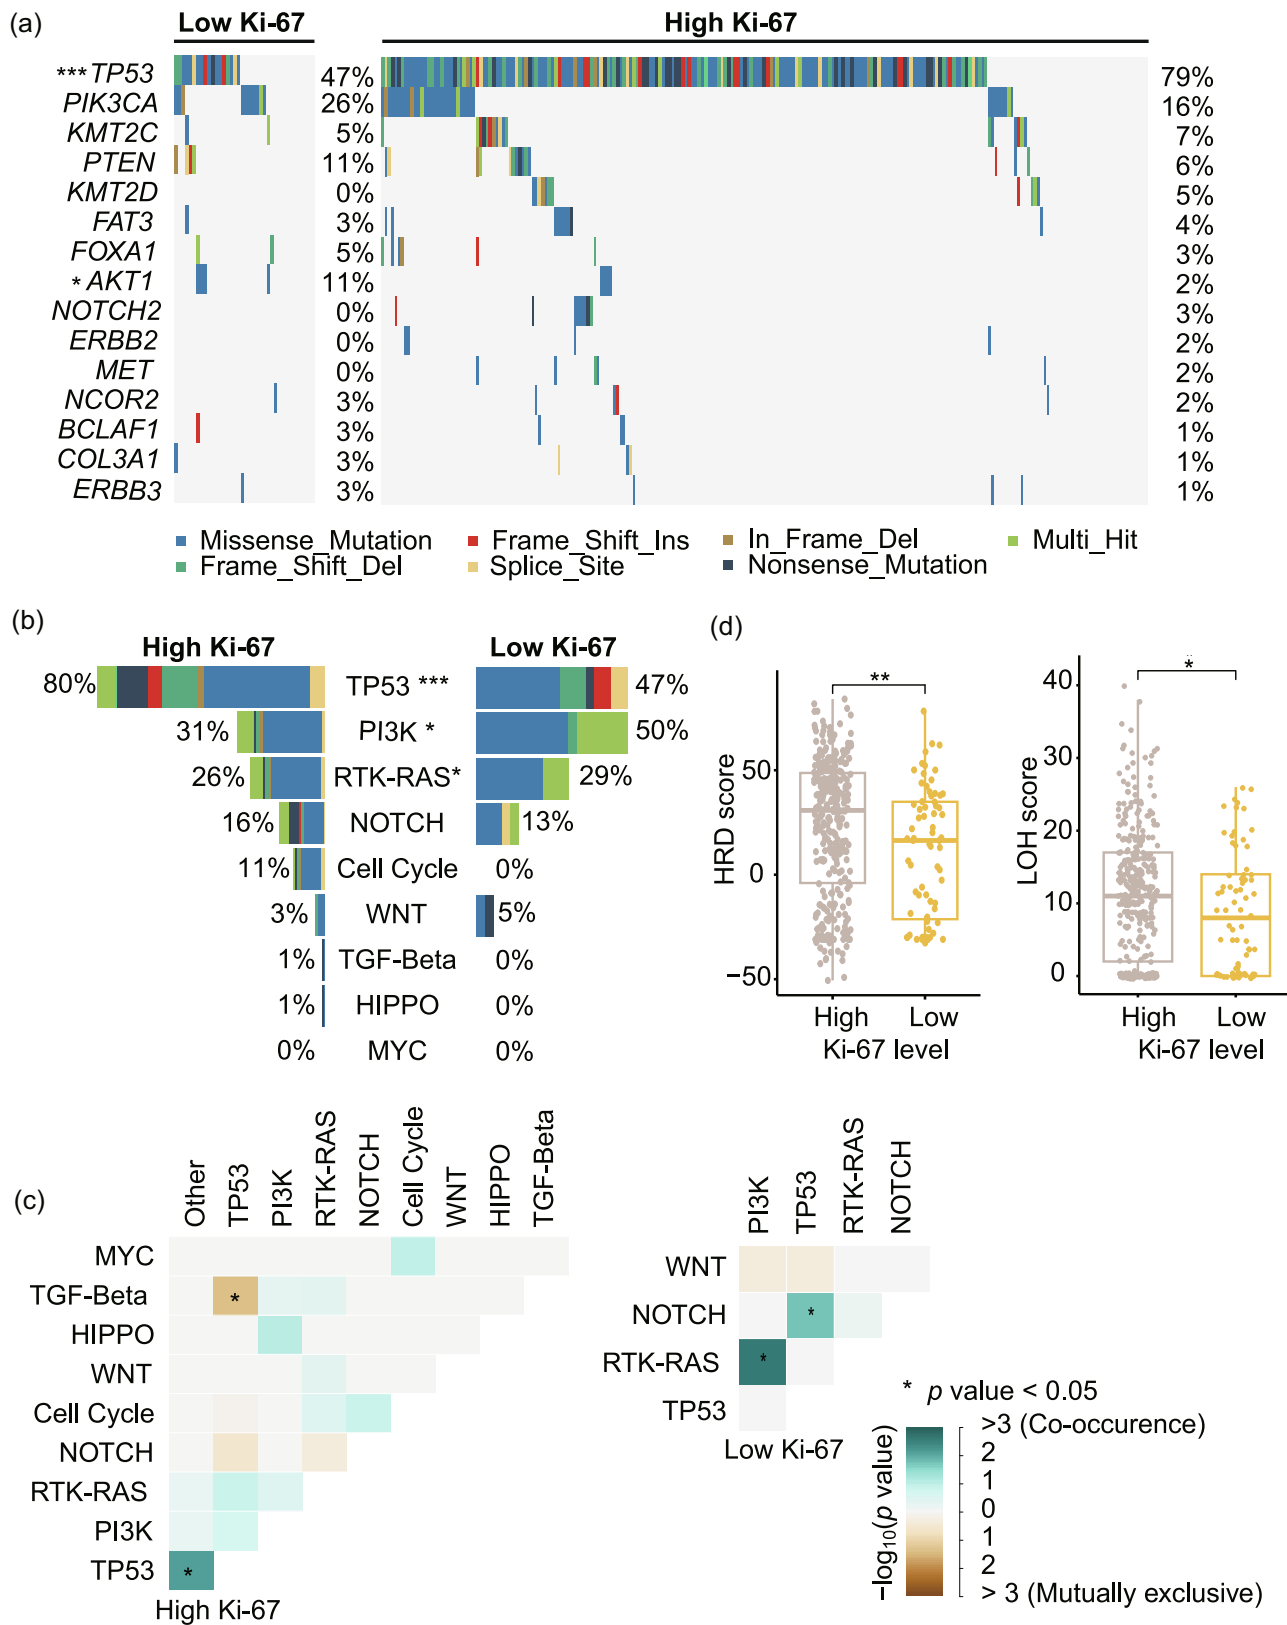 (a)
Low Ki-67
High Ki-67
***TP53 47% 79%
PIK3CA 26% 16%
KMT2C 5% 7%
PTEN 11% 6%
KMT2D 0% 5%
FAT3 3% 4%
FOXA1 5% 3%
*AKT1 11% 2%
NOTCH2 0% 3%
ERBB2 0% 2%
MET 0% 2%
NCOR2 3% 2%
BCLAF1 3% 1%
COL3A1 3% 1%
ERBB3 3% 1%
Missense_Mutation Frame_Shift_Ins In_Frame_Del Multi_Hit
Frame_Shift_Del Splice_Site Nonsense_Mutation
(b)
High Ki-67 Low Ki-67
80% TP53 *** 47%
31% PI3K * 50%
26% RTK-RAS* 29%
16% NOTCH 13%
11% Cell Cycle 0%
3% WNT 5%
1% TGF-Beta 0%
1% HIPPO 0%
0% MYC 0%
(d)
HRD score
**
50
0
−50
High Low
Ki-67 level
LOH score
*
40
30
20
10
0
High Low
Ki-67 level
(c)
Other
TP53
PI3K
RTK-RAS
NOTCH
Cell Cycle
WNT
HIPPO
TGF-Beta
MYC
TGF-Beta *
HIPPO
WNT
Cell Cycle
NOTCH
RTK-RAS
PI3K
TP53 *
High Ki-67
PI3K
TP53
RTK-RAS
NOTCH
WNT
NOTCH *
RTK-RAS *
TP53
Low Ki-67
* p value < 0.05
−log10(p value)
>3 (Co-occurence)
2
1
0
1
2
> 3 (Mutually exclusive)